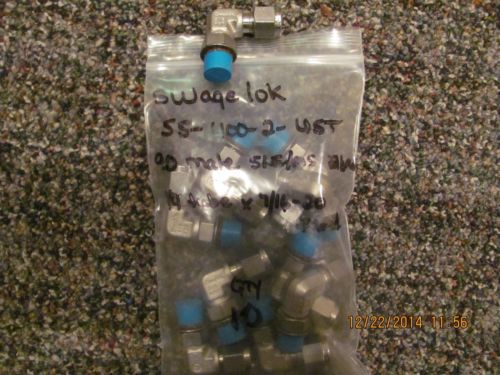 swagelok
SS-400-2-4ST
90 male
1/4 tube x 7/16-20
QTY
10
12/22/2014 11:56